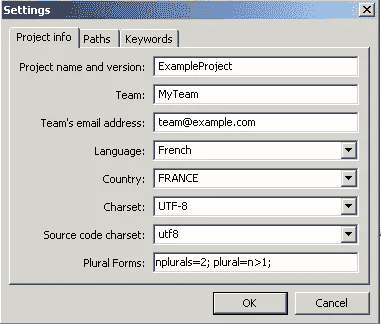 Settings
Project info Paths Keywords
Project name and version: ExampleProject
Team: MyTeam
Team's email address: team@example.com
Language: French
Country: FRANCE
Charset: UTF-8
Source code charset: utf8
Plural Forms: nplurals=2; plural=n>1;
OK Cancel